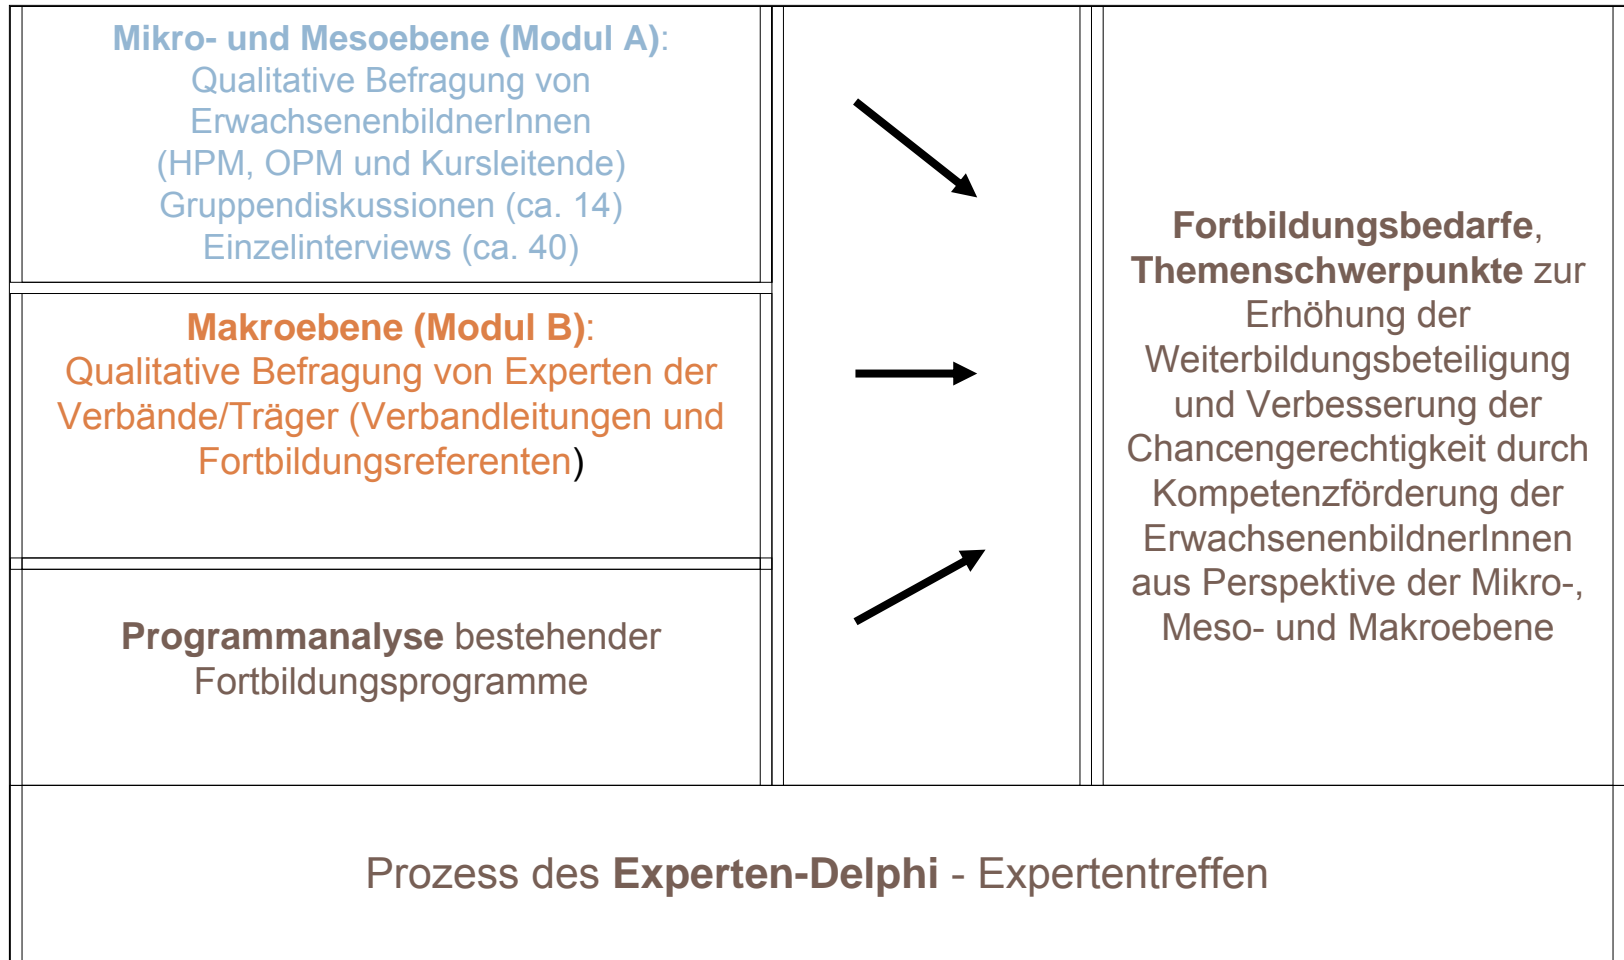 Mikro- und Mesoebene (Modul A):
Qualitative Befragung von
ErwachsenenbildnerInnen
(HPM, OPM und Kursleitende)
Gruppendiskussionen (ca. 14)
Einzelinterviews (ca. 40)
Makroebene (Modul B):
Qualitative Befragung von Experten der
Verbände/Träger (Verbandleitungen und
Fortbildungsreferenten)
Programmanalyse bestehender
Fortbildungsprogramme
Fortbildungsbedarfe,
Themenschwerpunkte zur
Erhöhung der
Weiterbildungsbeteiligung
und Verbesserung der
Chancengerechtigkeit durch
Kompetenzförderung der
ErwachsenenbildnerInnen
aus Perspektive der Mikro-,
Meso- und Makroebene
Prozess des Experten-Delphi - Expertentreffen